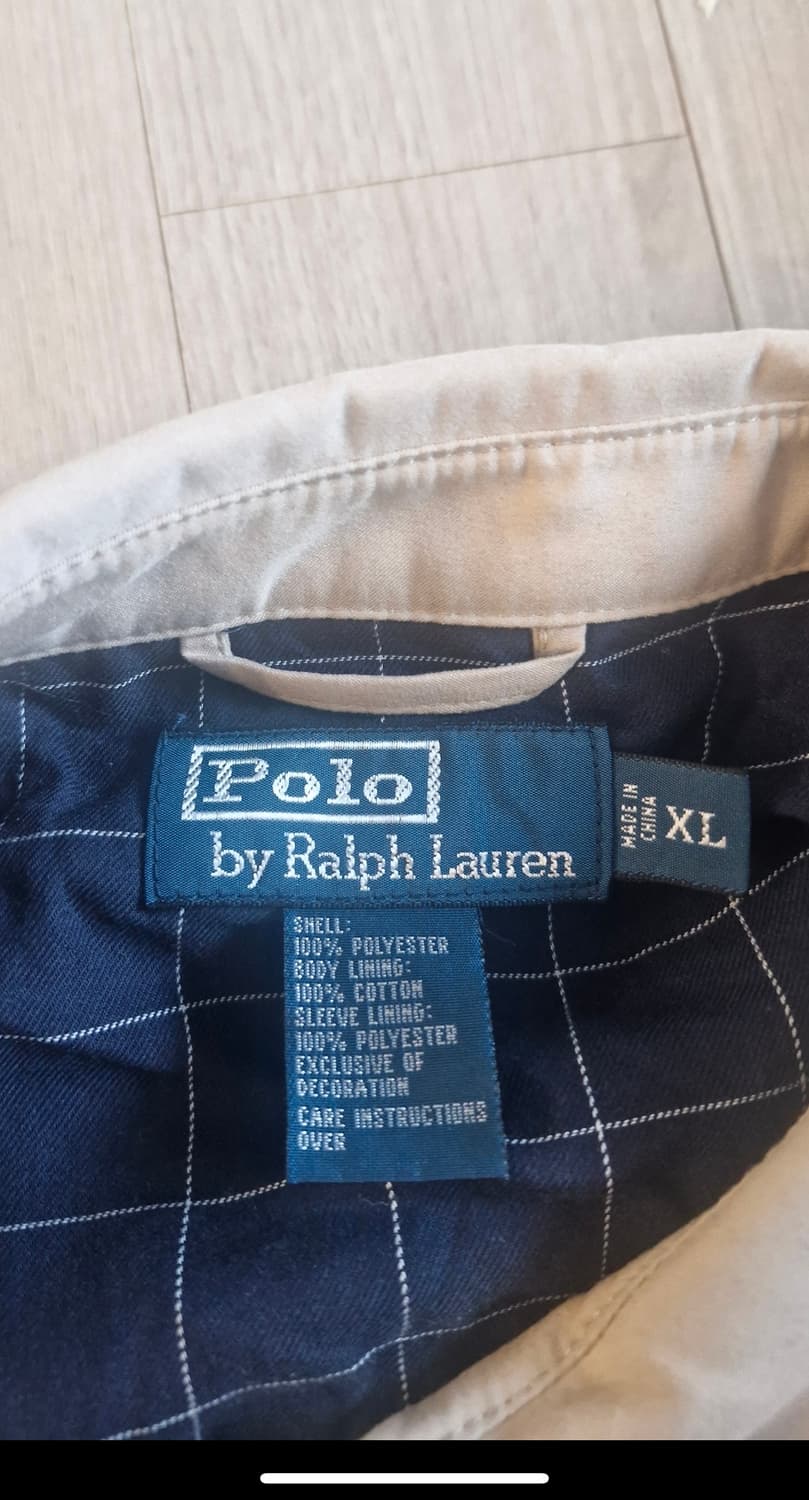 Polo
by Ralph Lauren
MADE IN
CHINA
XL
SHELL:
100% POLYESTER
BODY LINING:
100% COTTON
SLEEVE LINING:
100% POLYESTER
EXCLUSIVE OF
DECORATION
CARE INSTRUCTIONS
OVER